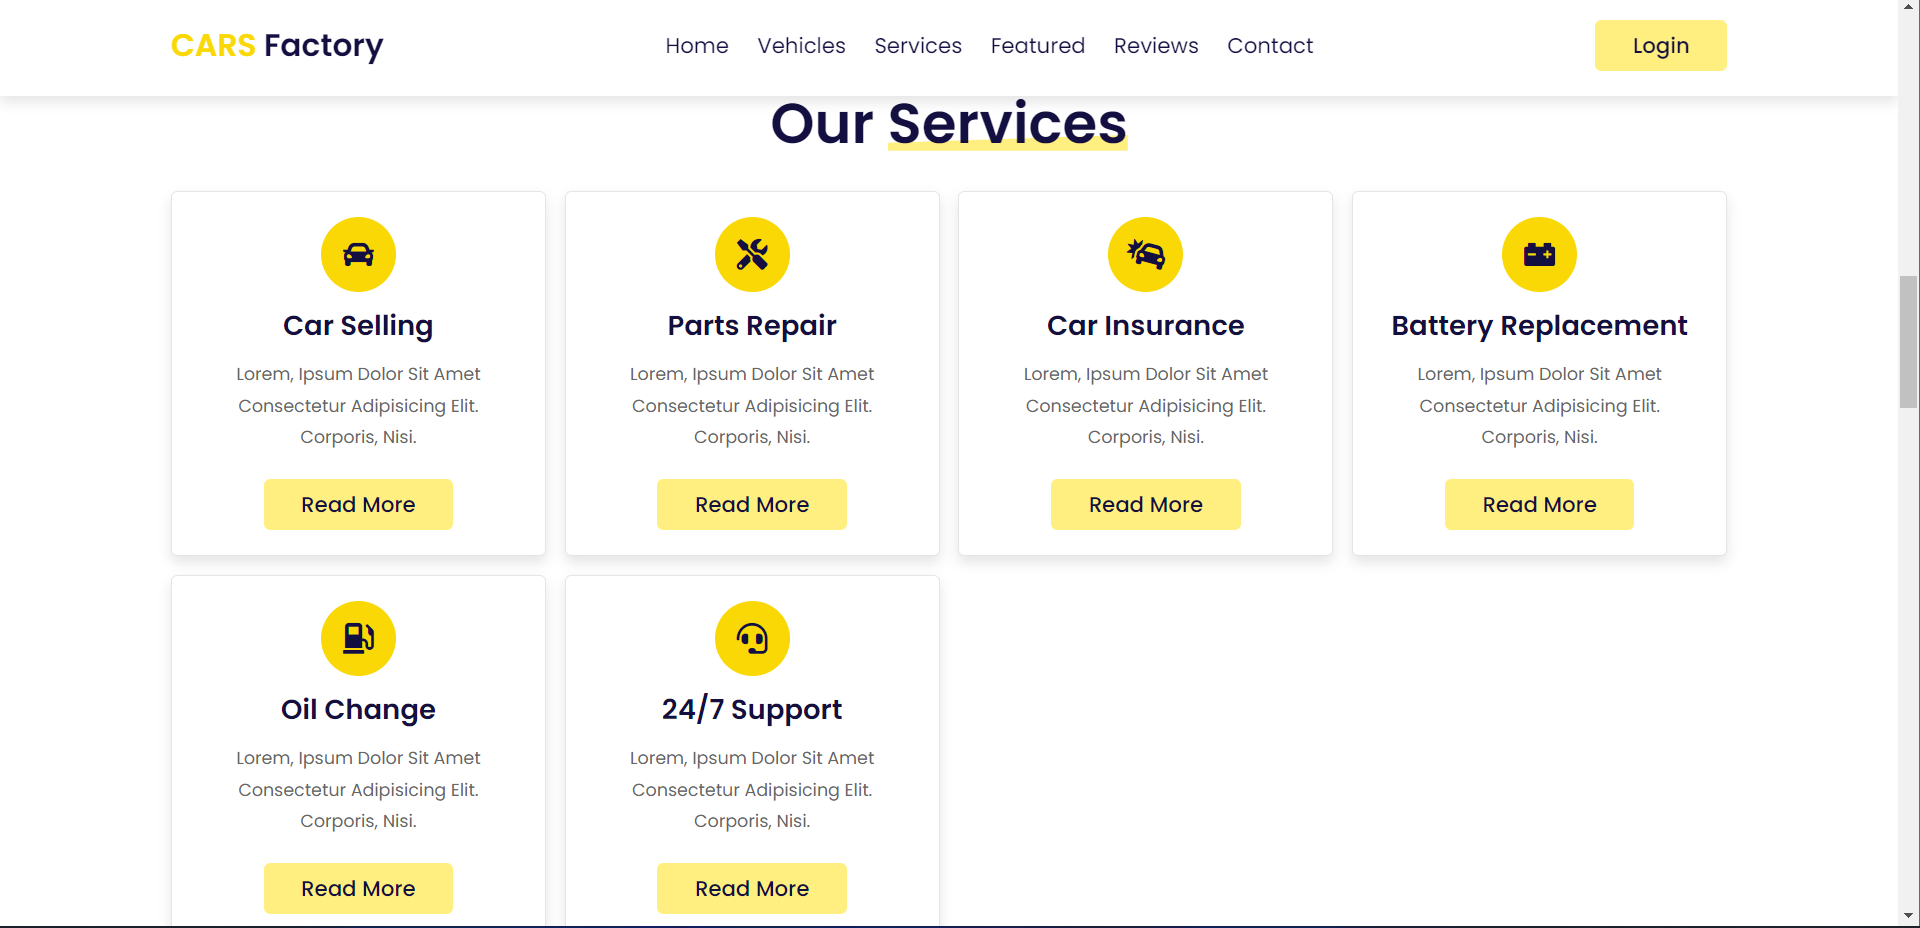 CARS Factory
Home Vehicles Services Featured Reviews Contact
Login
Our Services
Car Selling
Lorem, Ipsum Dolor Sit Amet
Consectetur Adipisicing Elit.
Corporis, Nisi.
Read More
Parts Repair
Lorem, Ipsum Dolor Sit Amet
Consectetur Adipisicing Elit.
Corporis, Nisi.
Read More
Car Insurance
Lorem, Ipsum Dolor Sit Amet
Consectetur Adipisicing Elit.
Corporis, Nisi.
Read More
Battery Replacement
Lorem, Ipsum Dolor Sit Amet
Consectetur Adipisicing Elit.
Corporis, Nisi.
Read More
Oil Change
Lorem, Ipsum Dolor Sit Amet
Consectetur Adipisicing Elit.
Corporis, Nisi.
Read More
24/7 Support
Lorem, Ipsum Dolor Sit Amet
Consectetur Adipisicing Elit.
Corporis, Nisi.
Read More